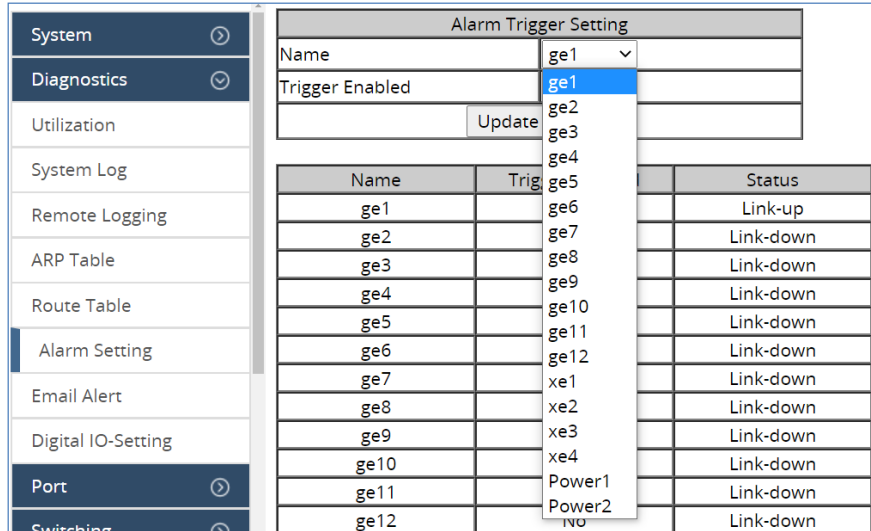 System
Diagnostics
Utilization
System Log
Remote Logging
ARP Table
Route Table
Alarm Setting
Email Alert
Digital IO-Setting
Port
Switching
Alarm Trigger Setting
Name ge1
Trigger Enabled
Update
ge1
ge2
ge3
ge4
ge5
ge6
ge7
ge8
ge9
ge10
ge11
ge12
xe1
xe2
xe3
xe4
Power1
Power2
Name Status
ge1 Link-up
ge2 Link-down
ge3 Link-down
ge4 Link-down
ge5 Link-down
ge6 Link-down
ge7 Link-down
ge8 Link-down
ge9 Link-down
ge10 Link-down
ge11 Link-down
ge12 No Link-down